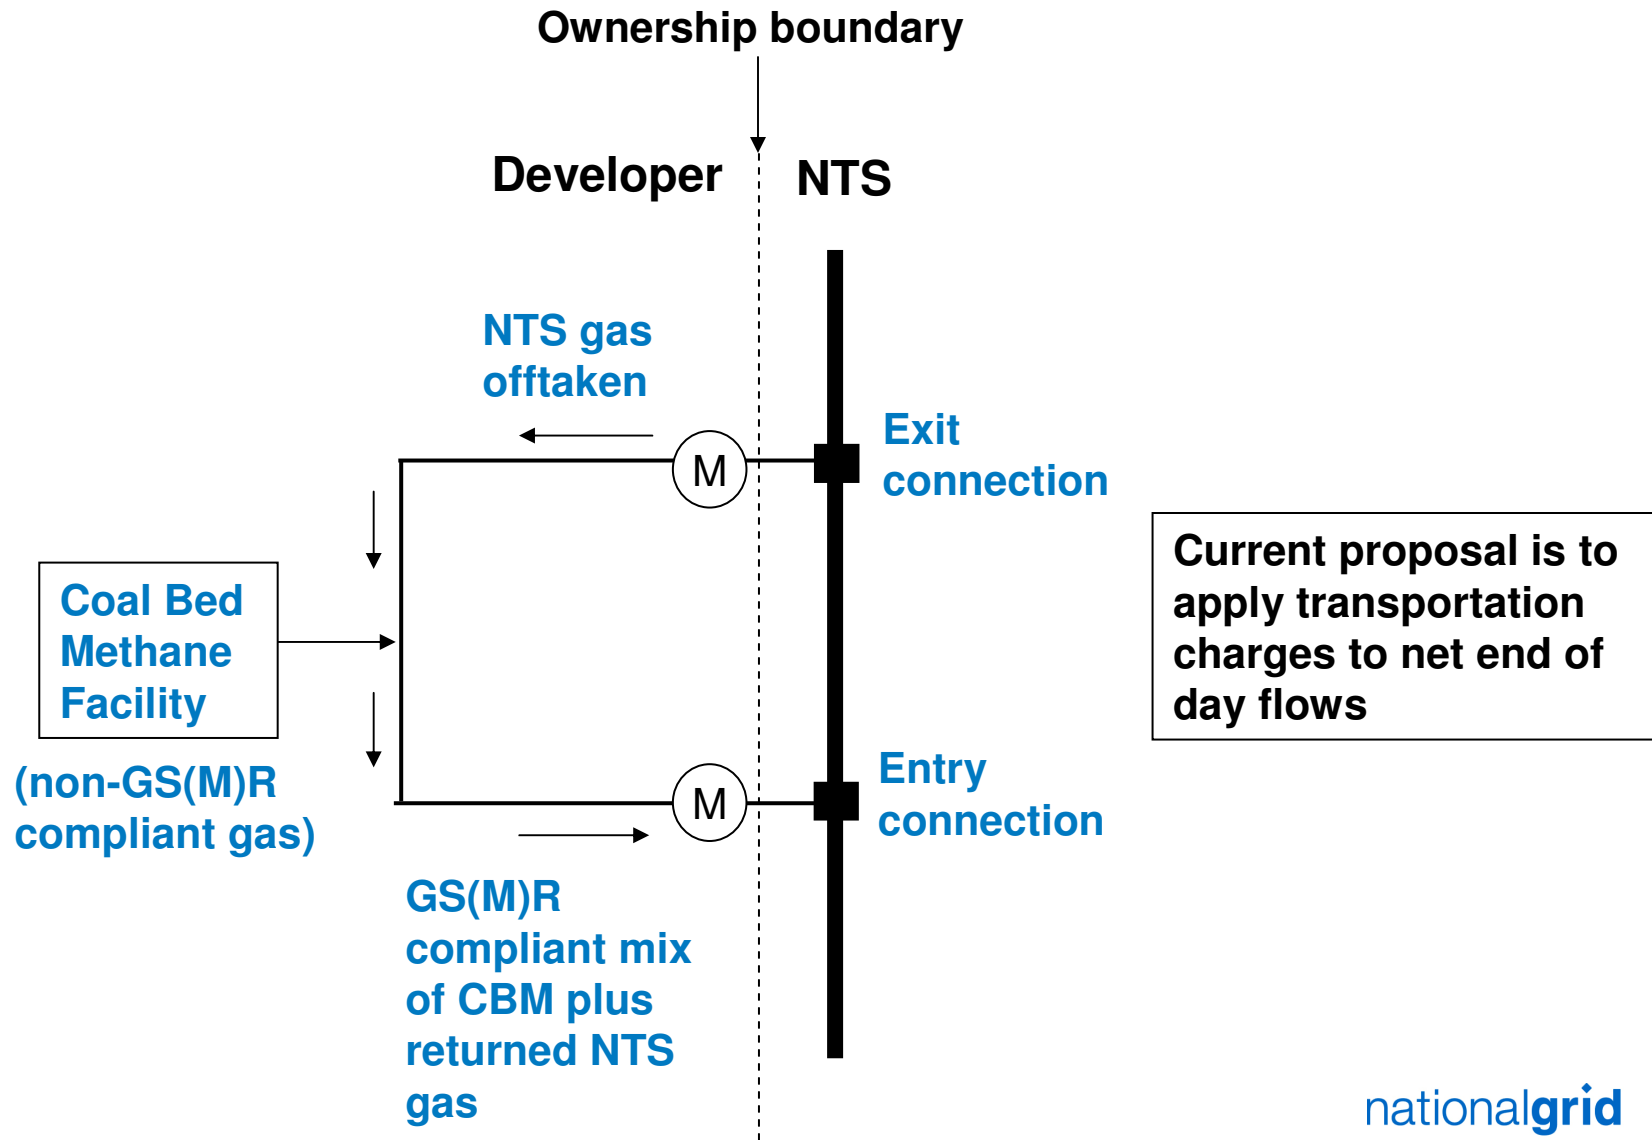 Ownership boundary
Developer
NTS
NTS gas
offtaken
M
Exit
connection
Coal Bed
Methane
Facility
(non-GS(M)R
compliant gas)
Current proposal is to
apply transportation
charges to net end of
day flows
M
Entry
connection
GS(M)R
compliant mix
of CBM plus
returned NTS
gas
nationalgrid